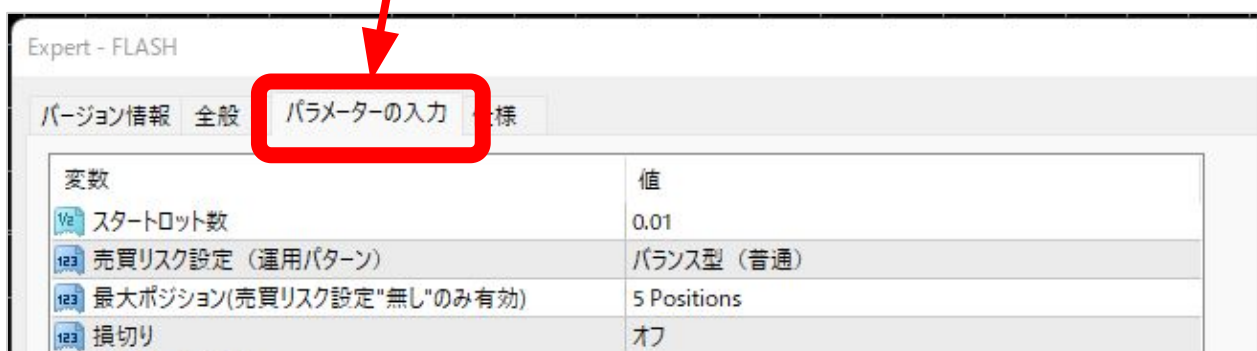 Expert - FLASH
バージョン情報 全般 パラメーターの入力 様
変数 値
スタートロット数 0.01
売買リスク設定（運用パターン） バランス型（普通）
最大ポジション(売買リスク設定"無し"のみ有効) 5 Positions
損切り オフ